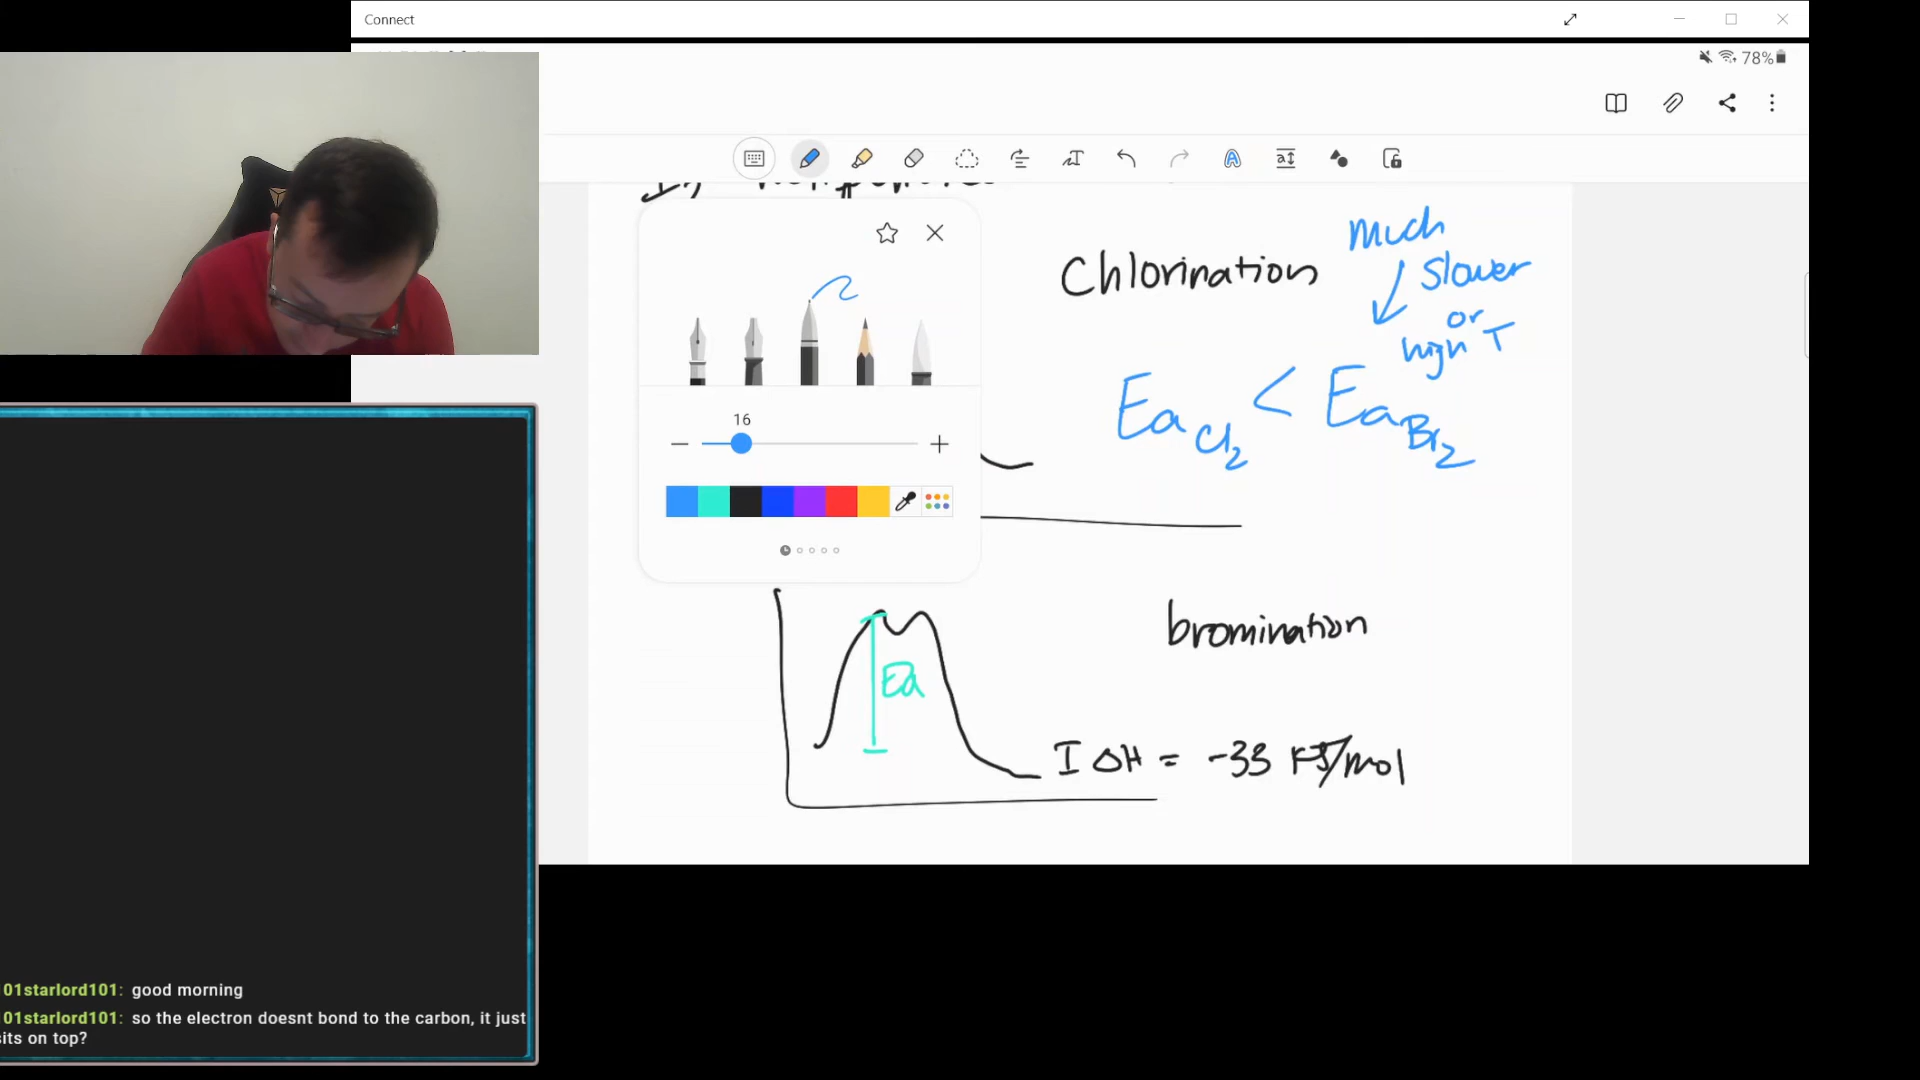 Connect
78%
Chlorination
much
slower
or
high T
Ea Cl2 < Ea Br2
16
bromination
Ea
I ΔH = -33 KJ/mol
01starlord101: good morning
01starlord101: so the electron doesnt bond to the carbon, it just
sits on top?